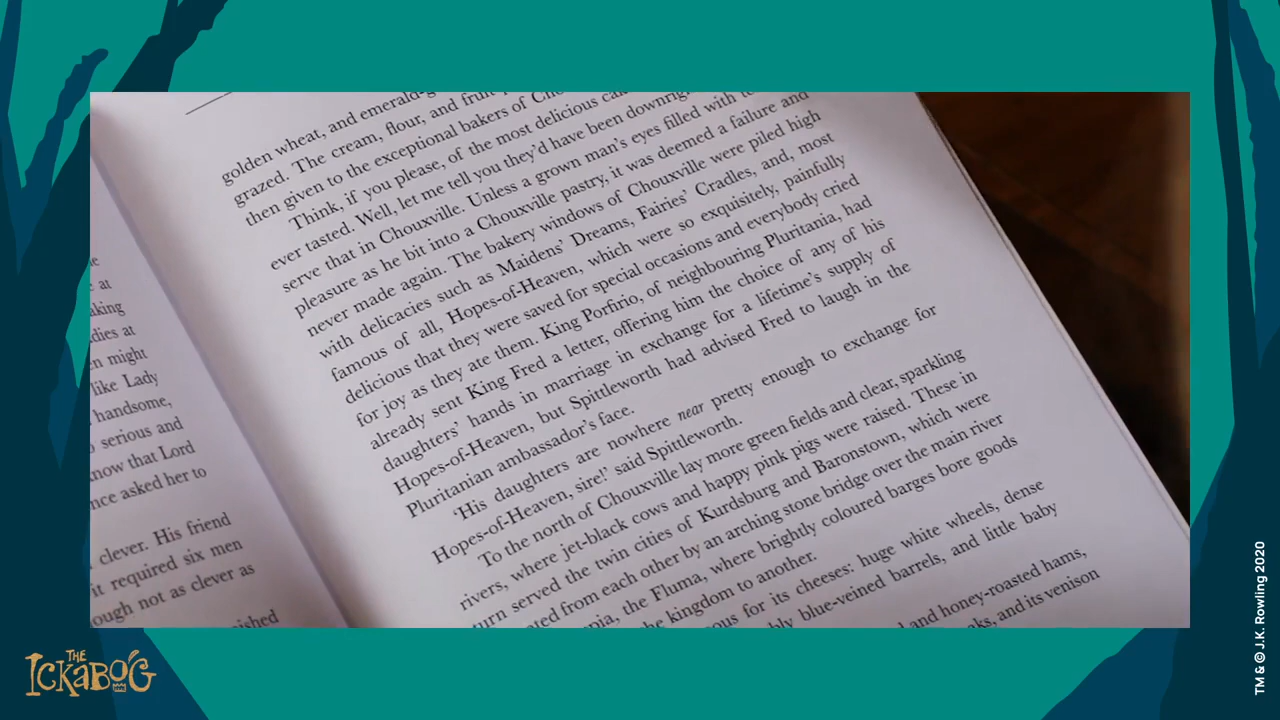 at
aking
dies at
n might
like Lady
handsome,
serious and
now that Lord
nce asked her to
clever. His friend
it required six men
ough not as clever as
ished
golden wheat, and emerald-g
grazed. The cream, flour, and fruit
then given to the exceptional bakers of
Think, if you please, of the most delicious
ever tasted. Well, let me tell you they'd have been downrigh
serve that in Chouxville. Unless a grown man's eyes filled with
pleasure as he bit into a Chouxville pastry, it was deemed a failure and
never made again. The bakery windows of Chouxville were piled high
with delicacies such as Maidens' Dreams, Fairies' Cradles, and, most
famous of all, Hopes-of-Heaven, which were so exquisitely, painfully
delicious that they were saved for special occasions and everybody cried
for joy as they ate them. King Porfirio, of neighbouring Pluritania, had
already sent King Fred a letter, offering him the choice of any of his
daughters' hands in marriage in exchange for a lifetime's supply of
Hopes-of-Heaven, but Spittleworth had advised Fred to laugh in the
Pluritanian ambassador's face.
'His daughters are nowhere near pretty enough to exchange for
Hopes-of-Heaven, sire!' said Spittleworth.
To the north of Chouxville lay more green fields and clear, sparkling
rivers, where jet-black cows and happy pink pigs were raised. These in
turn served the twin cities of Kurdsburg and Baronstown, which were
ated from each other by an arching stone bridge over the main river
pia, the Fluma, where brightly coloured barges bore goods
he kingdom to another.
ous for its cheeses: huge white wheels, dense
bly blue-veined barrels, and little baby
and honey-roasted hams,
aks, and its venison
THE ICKABOG
TM & © J.K. Rowling 2020